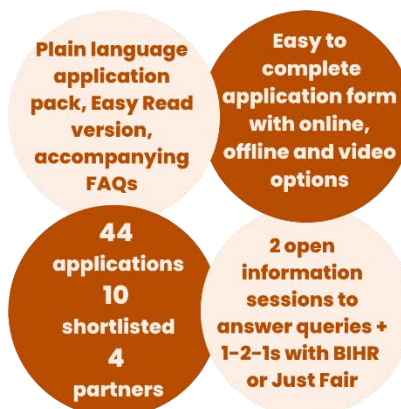 Plain language
application
pack, Easy Read
version,
accompanying
FAQs
Easy to
complete
application form
with online,
offline and video
options
44
applications
10
shortlisted
4
partners
2 open
information
sessions to
answer queries +
1-2-1s with BIHR
or Just Fair